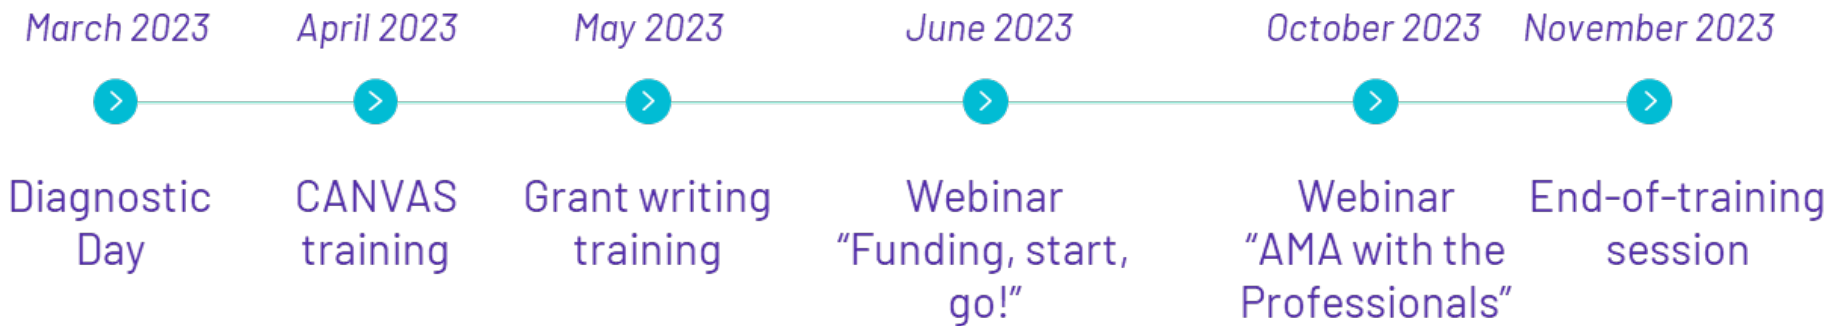 March 2023
April 2023
May 2023
June 2023
October 2023
November 2023
Diagnostic
Day
CANVAS
training
Grant writing
training
Webinar
“Funding, start,
go!”
Webinar
“AMA with the
Professionals”
End-of-training
session